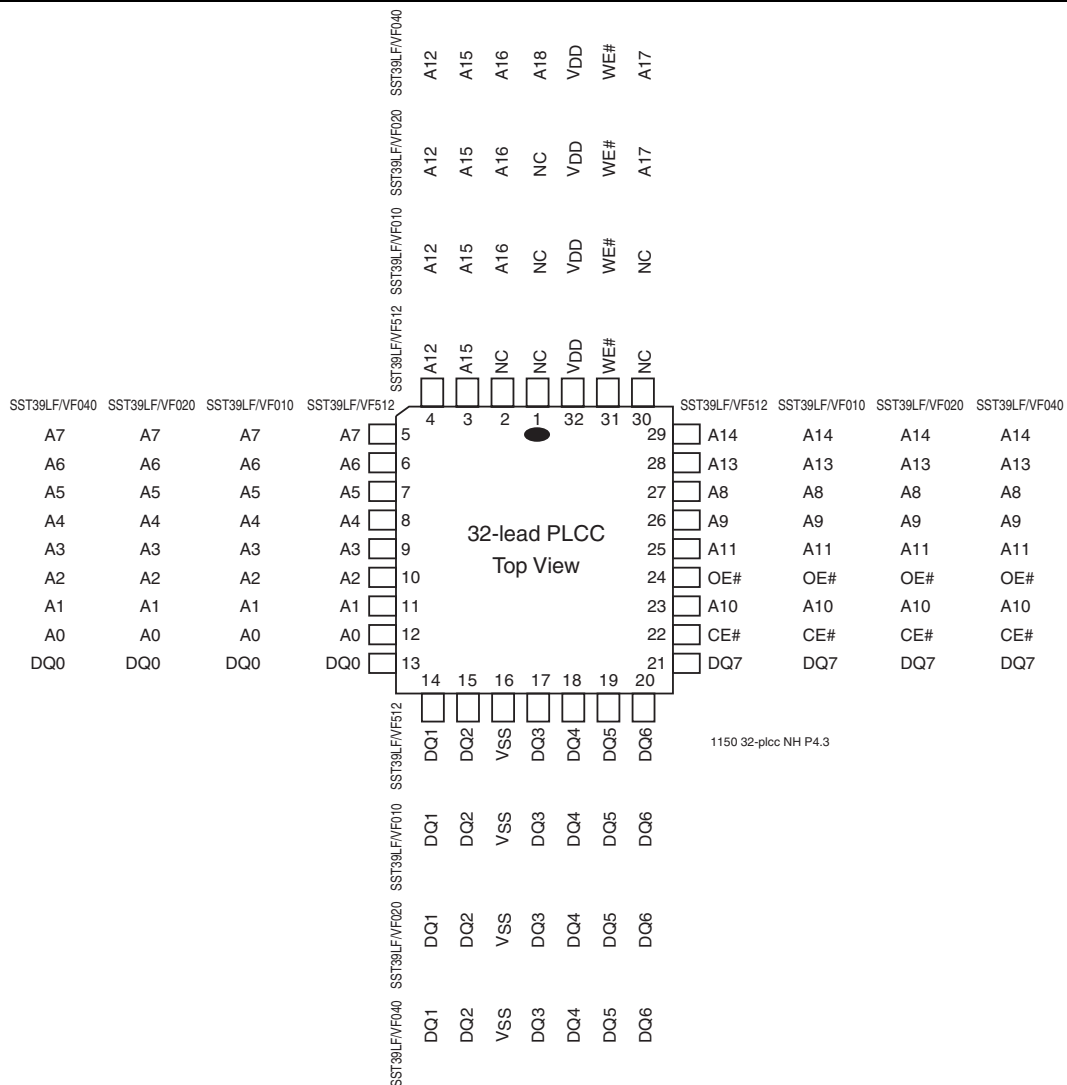 SST39LF/VF040 A12 A15 A16 A18 VDD WE# A17
SST39LF/VF020 A12 A15 A16 NC VDD WE# A17
SST39LF/VF010 A12 A15 A16 NC VDD WE# NC
SST39LF/VF512 A12 A15 NC NC VDD WE# NC
SST39LF/VF040 SST39LF/VF020 SST39LF/VF010 SST39LF/VF512 4 3 2 1 32 31 30 SST39LF/VF512 SST39LF/VF010 SST39LF/VF020 SST39LF/VF040
A7 A7 A7 A7 5 29 A14 A14 A14 A14
A6 A6 A6 A6 6 28 A13 A13 A13 A13
A5 A5 A5 A5 7 27 A8 A8 A8 A8
A4 A4 A4 A4 8 26 A9 A9 A9 A9
A3 A3 A3 A3 9 25 A11 A11 A11 A11
A2 A2 A2 A2 10 24 OE# OE# OE# OE#
A1 A1 A1 A1 11 23 A10 A10 A10 A10
A0 A0 A0 A0 12 22 CE# CE# CE# CE#
DQ0 DQ0 DQ0 DQ0 13 21 DQ7 DQ7 DQ7 DQ7
32-lead PLCC
Top View
14 15 16 17 18 19 20
SST39LF/VF512 DQ1 DQ2 VSS DQ3 DQ4 DQ5 DQ6
1150 32-plcc NH P4.3
SST39LF/VF010 DQ1 DQ2 VSS DQ3 DQ4 DQ5 DQ6
SST39LF/VF020 DQ1 DQ2 VSS DQ3 DQ4 DQ5 DQ6
SST39LF/VF040 DQ1 DQ2 VSS DQ3 DQ4 DQ5 DQ6